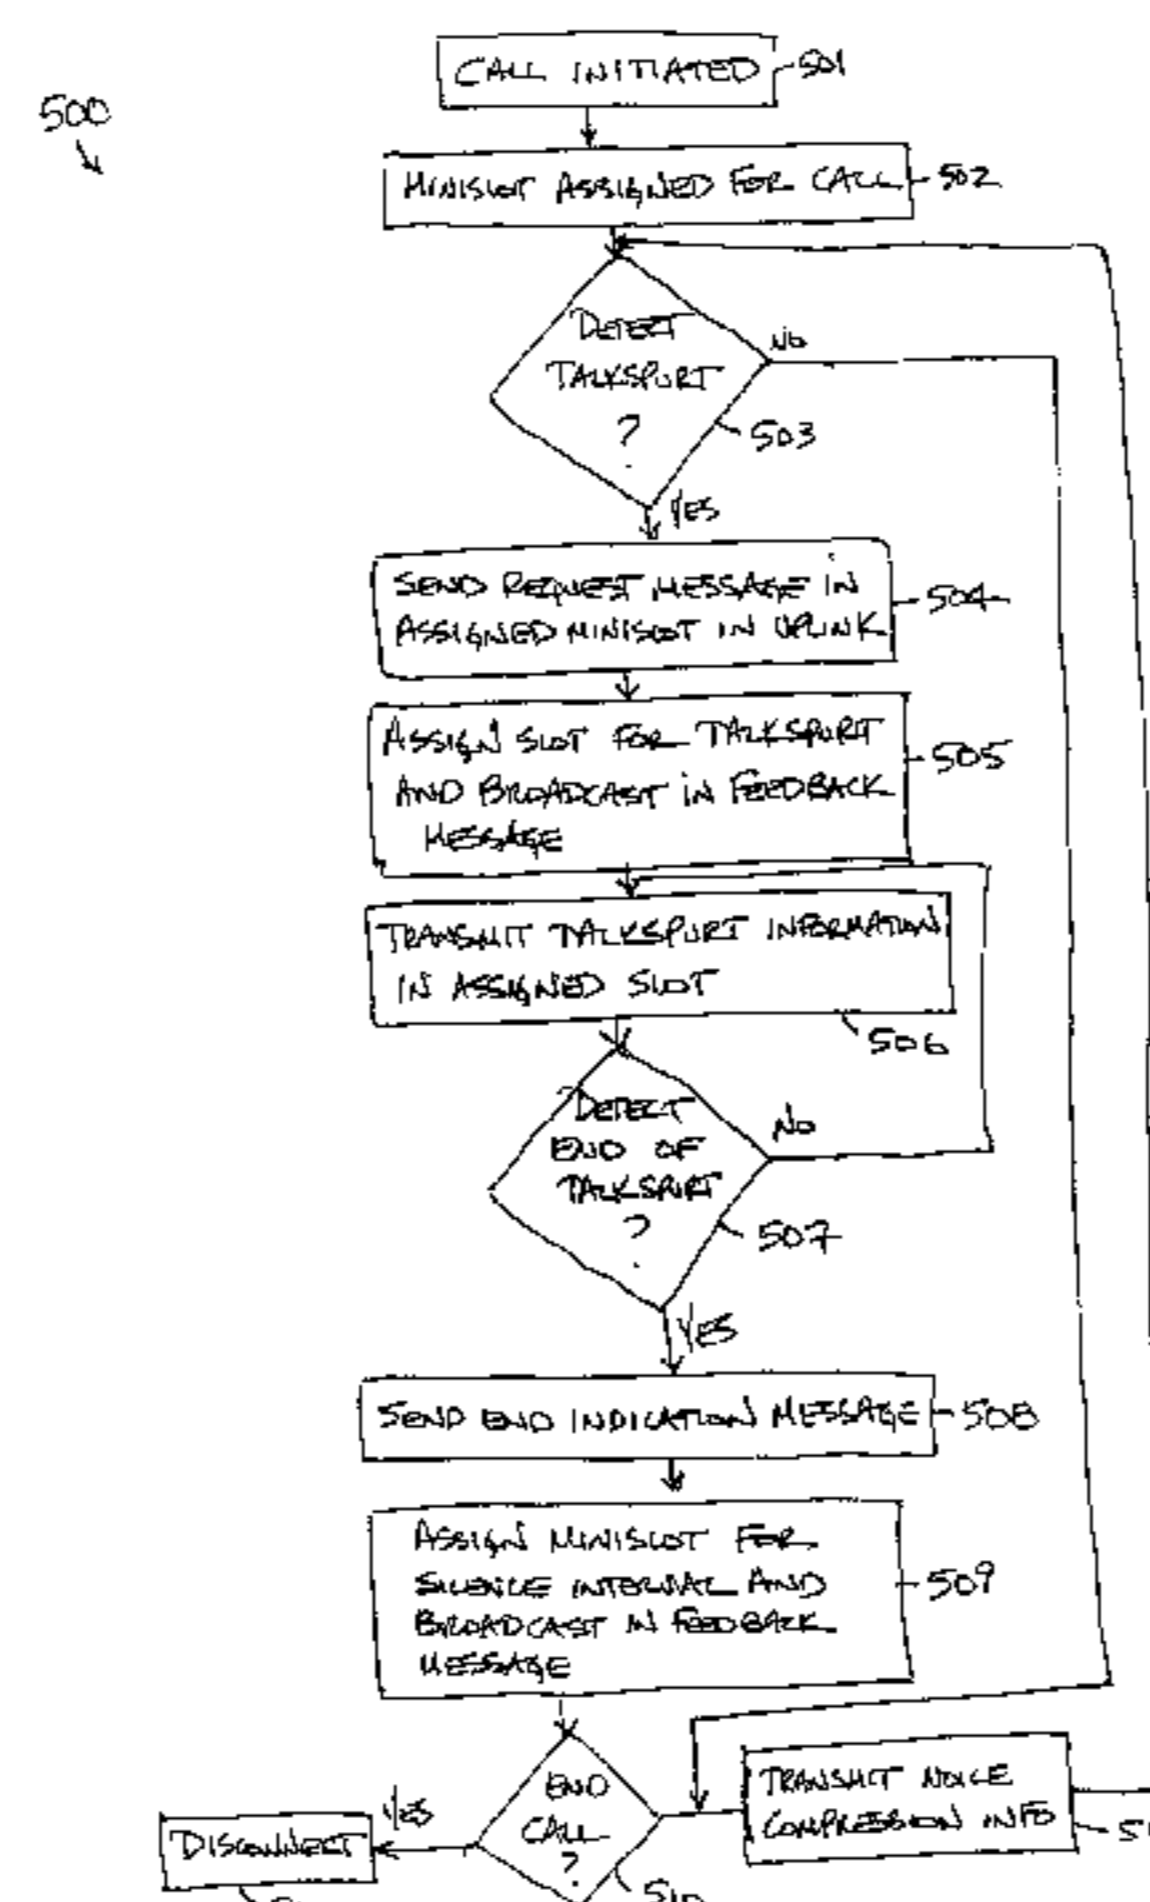 500
CALL INITIATED
501
MINISLOT ASSIGNED FOR CALL
502
DETECT
TALKSPURT
?
NO
503
YES
SEND REQUEST MESSAGE IN
ASSIGNED MINISLOT IN UPLINK
504
ASSIGN SLOT FOR TALKSPURT
AND BROADCAST IN FEEDBACK
MESSAGE
505
TRANSMIT TALKSPURT INFORMATION
IN ASSIGNED SLOT
506
DETECT
END OF
TALKSPURT
?
NO
507
YES
SEND END INDICATION MESSAGE
508
ASSIGN MINISLOT FOR
SILENCE INTERVAL AND
BROADCAST IN FEEDBACK
MESSAGE
509
END
CALL
?
YES
DISCONNECT
510
TRANSMIT NOICE
COMPRESSION INFO